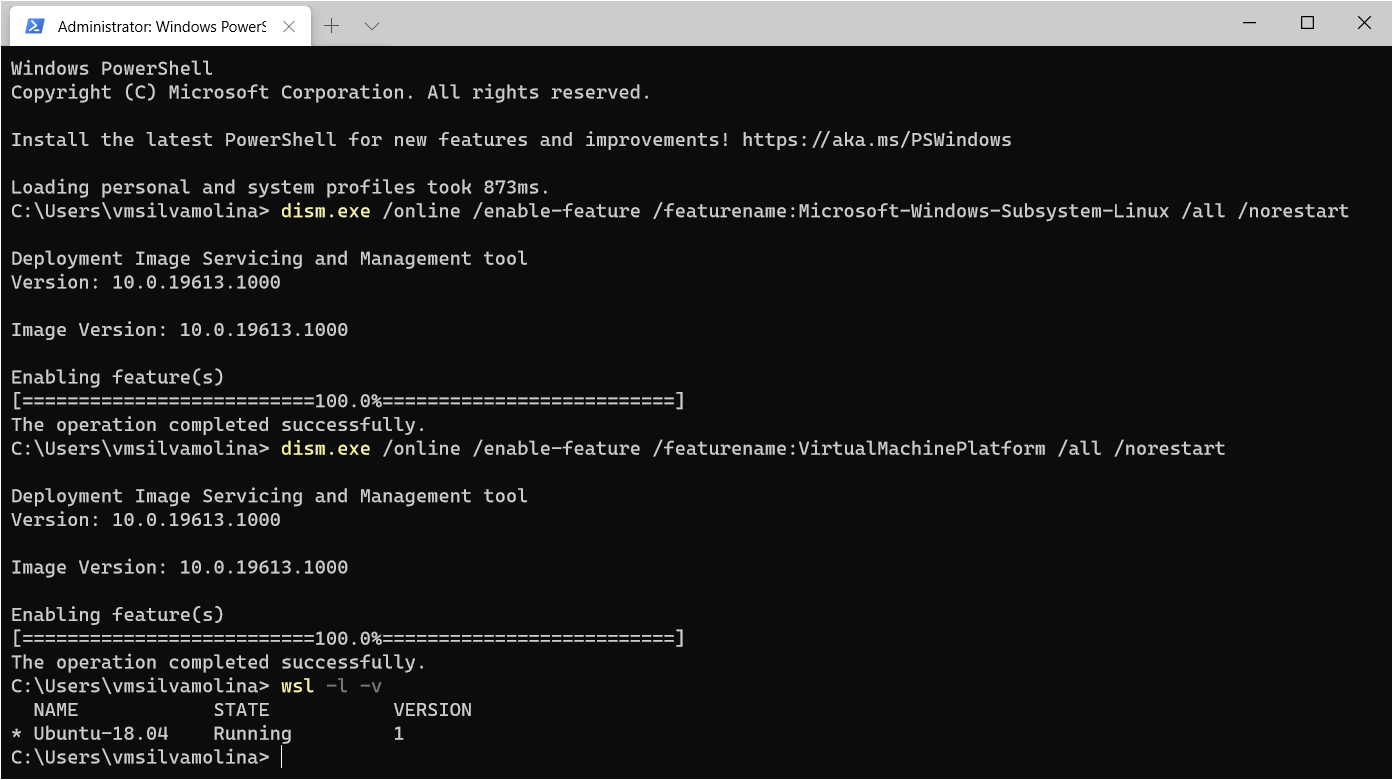 Administrator: Windows PowerS
Windows PowerShell
Copyright (C) Microsoft Corporation. All rights reserved.
Install the latest PowerShell for new features and improvements! https://aka.ms/PSWindows
Loading personal and system profiles took 873ms.
C:\Users\vmsilvamolina> dism.exe /online /enable-feature /featurename:Microsoft-Windows-Subsystem-Linux /all /norestart
Deployment Image Servicing and Management tool
Version: 10.0.19613.1000
Image Version: 10.0.19613.1000
Enabling feature(s)
[==========================100.0%==========================]
The operation completed successfully.
C:\Users\vmsilvamolina> dism.exe /online /enable-feature /featurename:VirtualMachinePlatform /all /norestart
Deployment Image Servicing and Management tool
Version: 10.0.19613.1000
Image Version: 10.0.19613.1000
Enabling feature(s)
[==========================100.0%==========================]
The operation completed successfully.
C:\Users\vmsilvamolina> wsl -l -v
  NAME            STATE           VERSION
* Ubuntu-18.04    Running         1
C:\Users\vmsilvamolina>